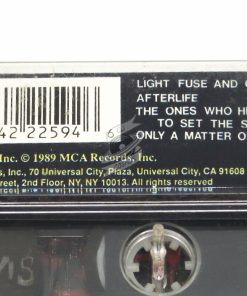 LIGHT FUSE AND
AFTERLIFE
THE ONES WHO
TO SET THE S
ONLY A MATTER O
42 22594 6
Inc. © 1989 MCA Records, Inc.
s, Inc., 70 Universal City, Plaza, Universal City, CA 91608
Street, 2nd Floor, NY, NY 10013. All rights reserved